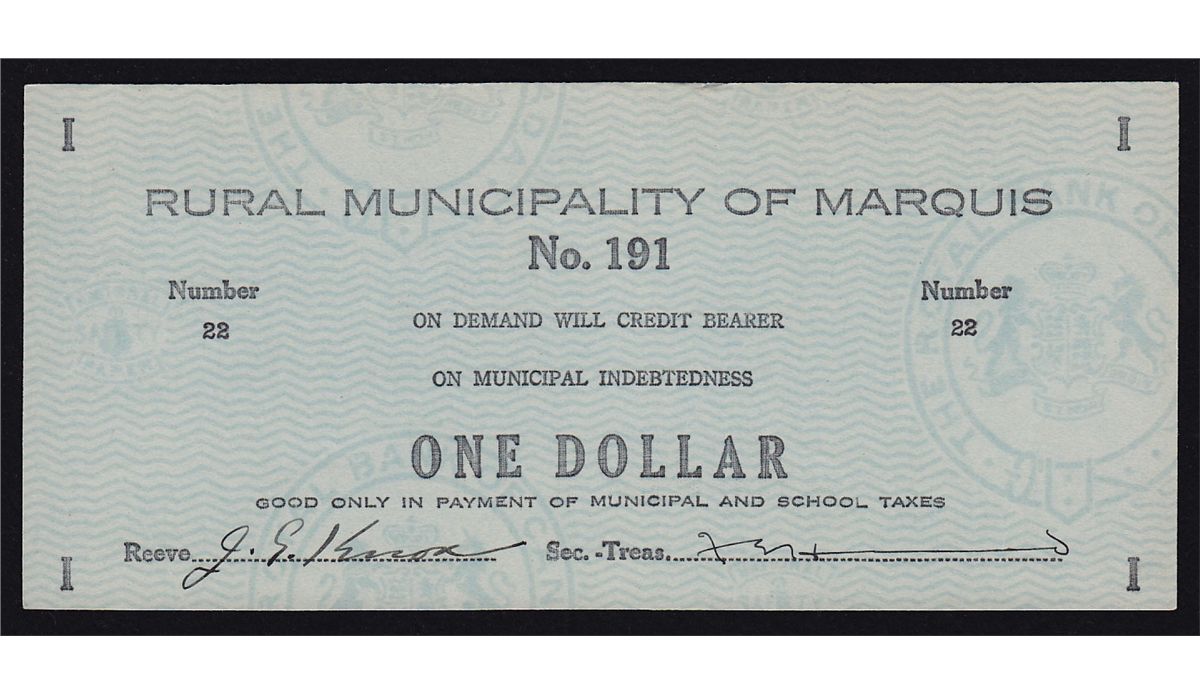 I I
RURAL MUNICIPALITY OF MARQUIS
No. 191
Number Number
22 22
ON DEMAND WILL CREDIT BEARER
ON MUNICIPAL INDEBTEDNESS
ONE DOLLAR
GOOD ONLY IN PAYMENT OF MUNICIPAL AND SCHOOL TAXES
Reeve J. E. Knox Sec.-Treas.
I I